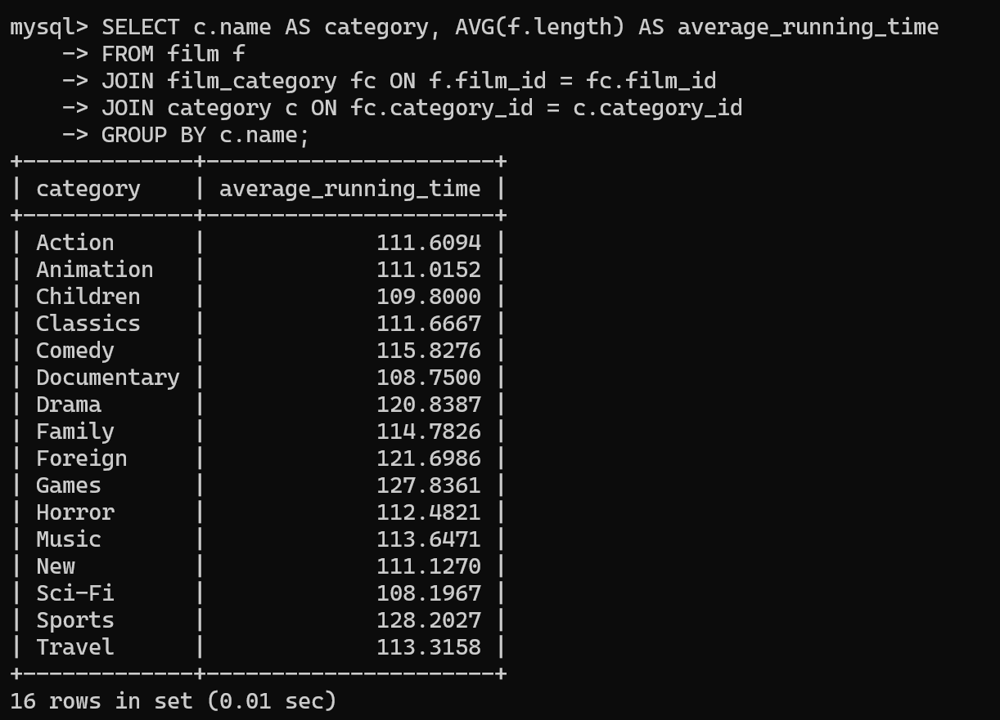 mysql> SELECT c.name AS category, AVG(f.length) AS average_running_time
    -> FROM film f
    -> JOIN film_category fc ON f.film_id = fc.film_id
    -> JOIN category c ON fc.category_id = c.category_id
    -> GROUP BY c.name;
+-------------+----------------------+
| category    | average_running_time |
+-------------+----------------------+
| Action      |             111.6094 |
| Animation   |             111.0152 |
| Children    |             109.8000 |
| Classics    |             111.6667 |
| Comedy      |             115.8276 |
| Documentary |             108.7500 |
| Drama       |             120.8387 |
| Family      |             114.7826 |
| Foreign     |             121.6986 |
| Games       |             127.8361 |
| Horror      |             112.4821 |
| Music       |             113.6471 |
| New         |             111.1270 |
| Sci-Fi      |             108.1967 |
| Sports      |             128.2027 |
| Travel      |             113.3158 |
+-------------+----------------------+
16 rows in set (0.01 sec)